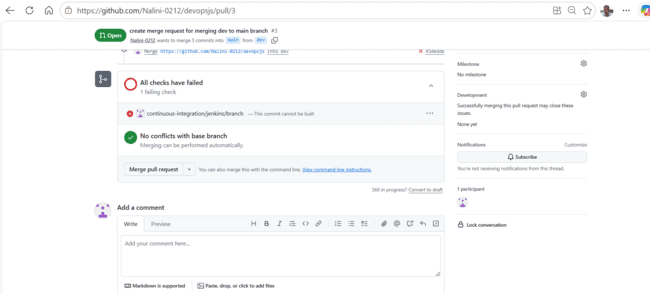 https://github.com/Nalini-0212/devopsjs/pull/3
Open
create merge request for merging dev to main branch #3
Nalini-0212 wants to merge 3 commits into main from dev
Merge https://github.com/Nalini-0212/devopsjs into dev
All checks have failed
1 failing check
continuous-integration/jenkins/branch — This commit cannot be built
No conflicts with base branch
Merging can be performed automatically.
Merge pull request
You can also merge this with the command line. View command line instructions.
Still in progress? Convert to draft
Add a comment
Write Preview
Add your comment here...
Markdown is supported
Paste, drop, or click to add files
Milestone
No milestone
Development
Successfully merging this pull request may close these
issues.
None yet
Notifications Customize
Subscribe
You're not receiving notifications from this thread.
1 participant
Lock conversation